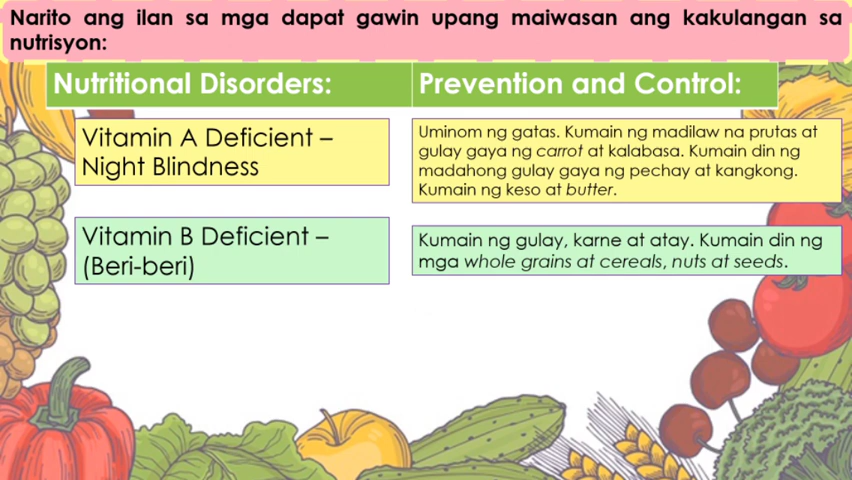 Narito ang ilan sa mga dapat gawin upang maiwasan ang kakulangan sa
nutrisyon:
Nutritional Disorders:
Prevention and Control:
Vitamin A Deficient –
Night Blindness
Uminom ng gatas. Kumain ng madilaw na prutas at
gulay gaya ng carrot at kalabasa. Kumain din ng
madahong gulay gaya ng pechay at kangkong.
Kumain ng keso at butter.
Vitamin B Deficient –
(Beri-beri)
Kumain ng gulay, karne at atay. Kumain din ng
mga whole grains at cereals, nuts at seeds.